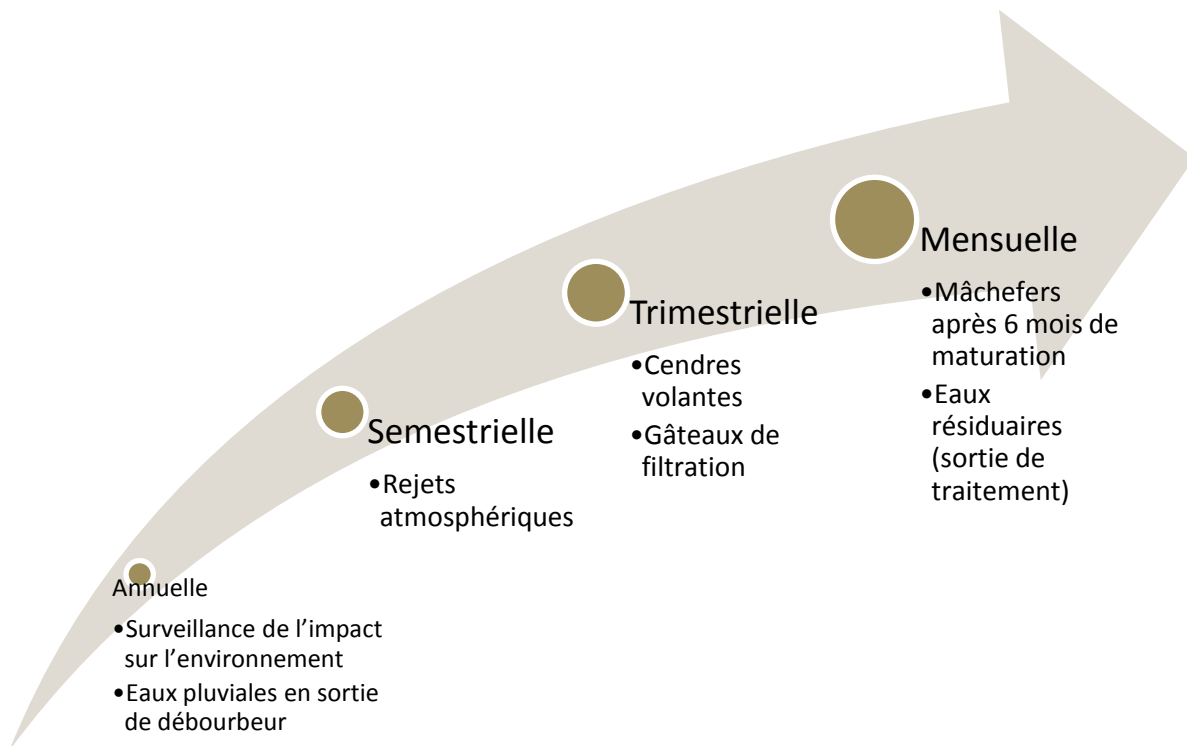 Annuelle
•Surveillance de l’impact
sur l’environnement
•Eaux pluviales en sortie
de débourbeur
Semestrielle
•Rejets
atmosphériques
Trimestrielle
•Cendres
volantes
•Gâteaux de
filtration
Mensuelle
•Mâchefers
après 6 mois de
maturation
•Eaux
résiduaires
(sortie de
traitement)